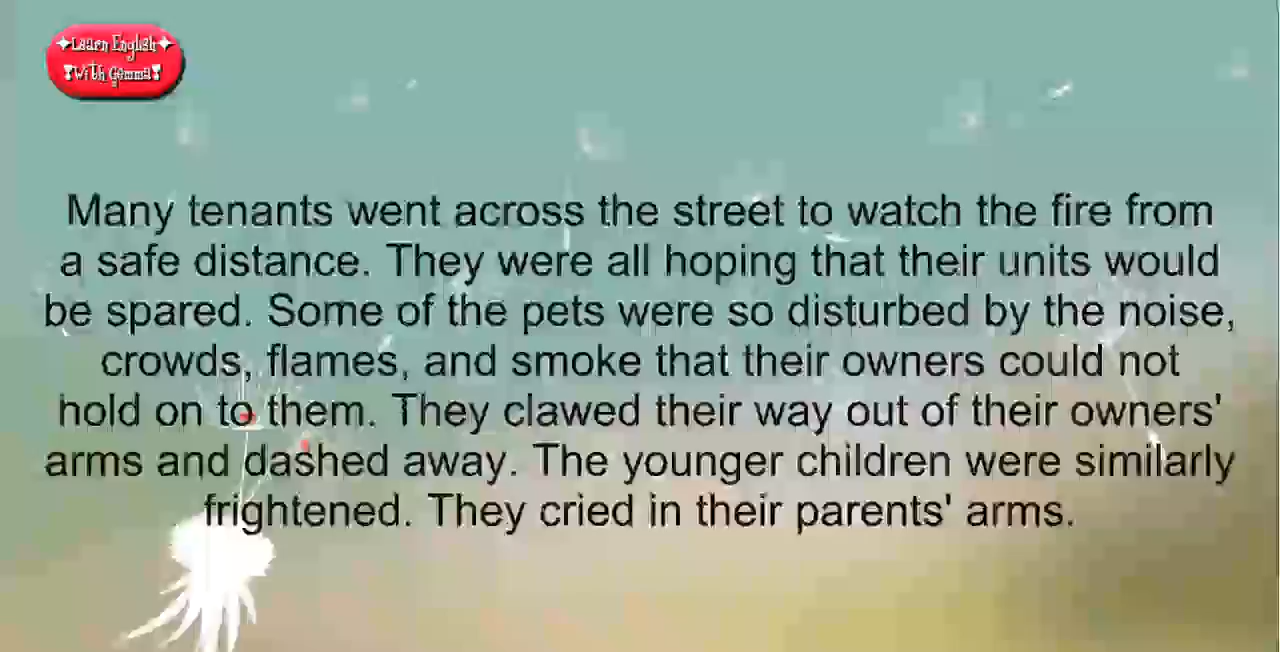 ✦Learn English✦
❣With Gemma❣
Many tenants went across the street to watch the fire from
a safe distance. They were all hoping that their units would
be spared. Some of the pets were so disturbed by the noise,
crowds, flames, and smoke that their owners could not
hold on to them. They clawed their way out of their owners'
arms and dashed away. The younger children were similarly
frightened. They cried in their parents' arms.